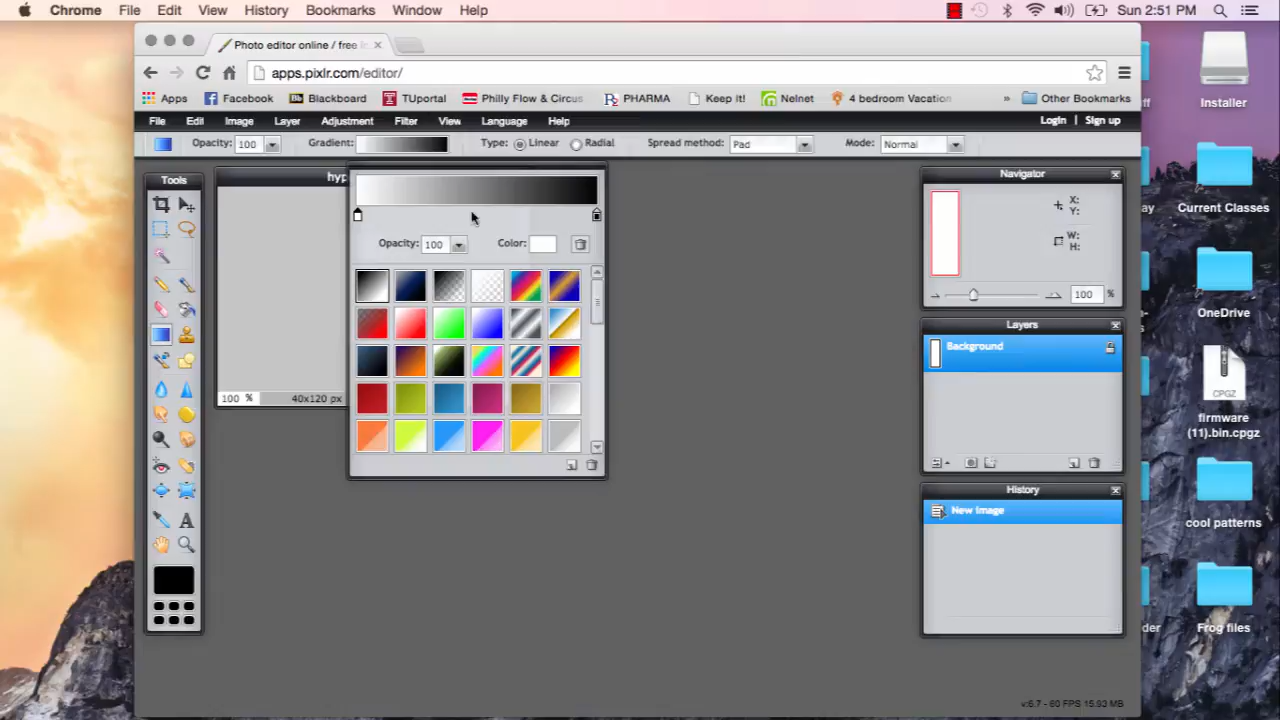 Chrome File Edit View History Bookmarks Window Help Sun 2:51 PM
Photo editor online / free
apps.pixlr.com/editor/
Apps Facebook Blackboard TUportal Philly Flow & Circus PHARMA Keep it! Nelnet 4 bedroom Vacation » Other Bookmarks
File Edit Image Layer Adjustment Filter View Language Help Login | Sign up
Opacity: 100 Gradient: Type: Linear Radial Spread method: Pad Mode: Normal
Tools
hyp
Opacity: 100 Color:
100 % 40x120 px
Navigator
X:
Y:
W:
H:
100 %
Layers
Background
History
New Image
v:6.7 - 60 FPS 15.93 MB
Installer
Current Classes
OneDrive
CPGZ
firmware
(11).bin.cpgz
cool patterns
Frog files